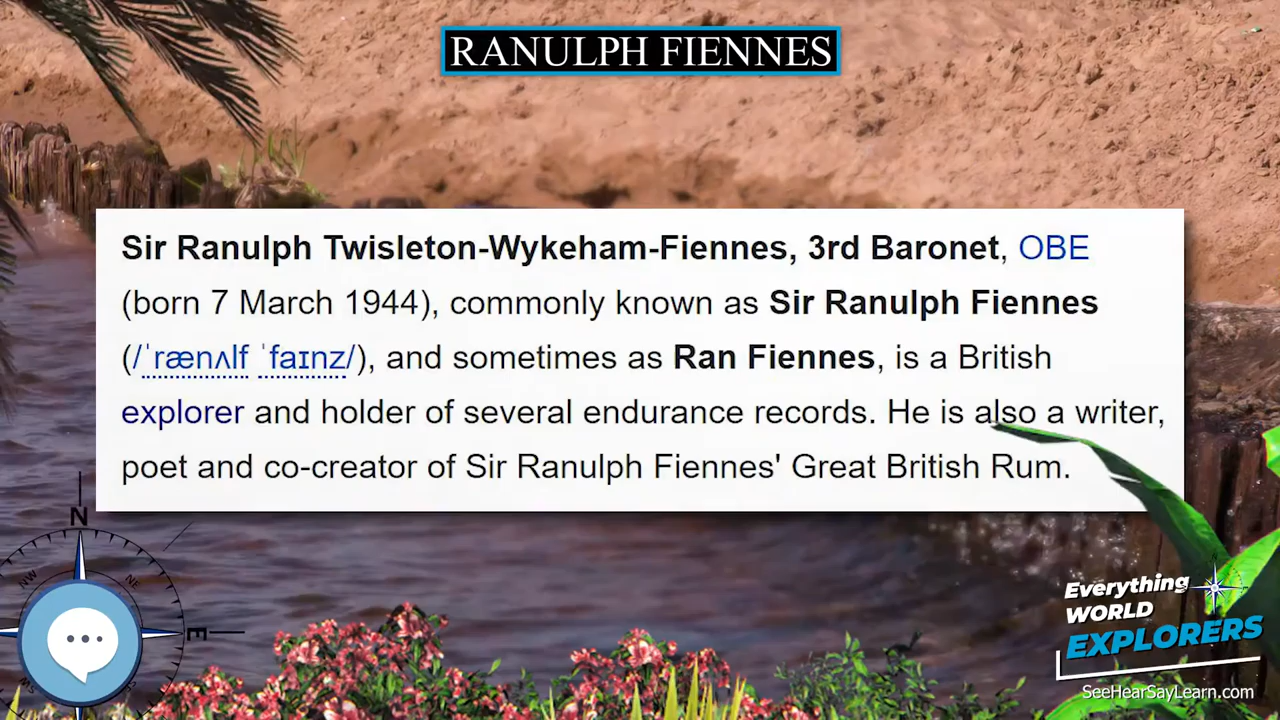 RANULPH FIENNES
Sir Ranulph Twisleton-Wykeham-Fiennes, 3rd Baronet, OBE
(born 7 March 1944), commonly known as Sir Ranulph Fiennes
(/ˈrænʌlf ˈfaɪnz/), and sometimes as Ran Fiennes, is a British
explorer and holder of several endurance records. He is also a writer,
poet and co-creator of Sir Ranulph Fiennes' Great British Rum.
N
NW
NE
E
Everything
WORLD
EXPLORERS
SeeHearSayLearn.com